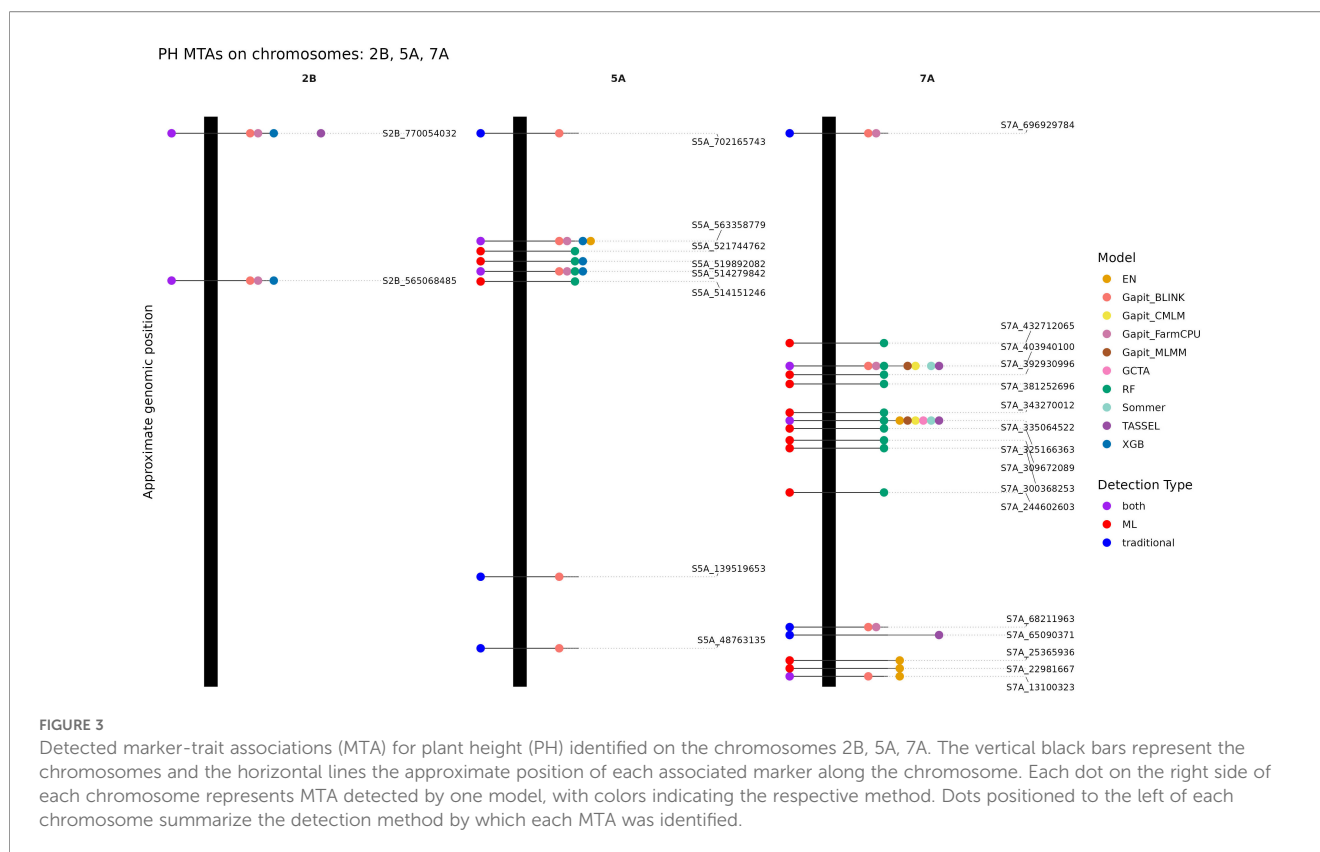 PH MTAs on chromosomes: 2B, 5A, 7A
2B
5A
7A
Approximate genomic position
S2B_770054032
S2B_565068485
S5A_702165743
S5A_563358779
S5A_521744762
S5A_519892082
S5A_514279842
S5A_514151246
S5A_139519653
S5A_48763135
S7A_696929784
S7A_432712065
S7A_403940100
S7A_392930996
S7A_381252696
S7A_343270012
S7A_335064522
S7A_325166363
S7A_309672089
S7A_300368253
S7A_244602603
S7A_68211963
S7A_65090371
S7A_25365936
S7A_22981667
S7A_13100323
Model
EN
Gapit_BLINK
Gapit_CMLM
Gapit_FarmCPU
Gapit_MLMM
GCTA
RF
Sommer
TASSEL
XGB
Detection Type
both
ML
traditional
FIGURE 3
Detected marker-trait associations (MTA) for plant height (PH) identified on the chromosomes 2B, 5A, 7A. The vertical black bars represent the
chromosomes and the horizontal lines the approximate position of each associated marker along the chromosome. Each dot on the right side of
each chromosome represents MTA detected by one model, with colors indicating the respective method. Dots positioned to the left of each
chromosome summarize the detection method by which each MTA was identified.